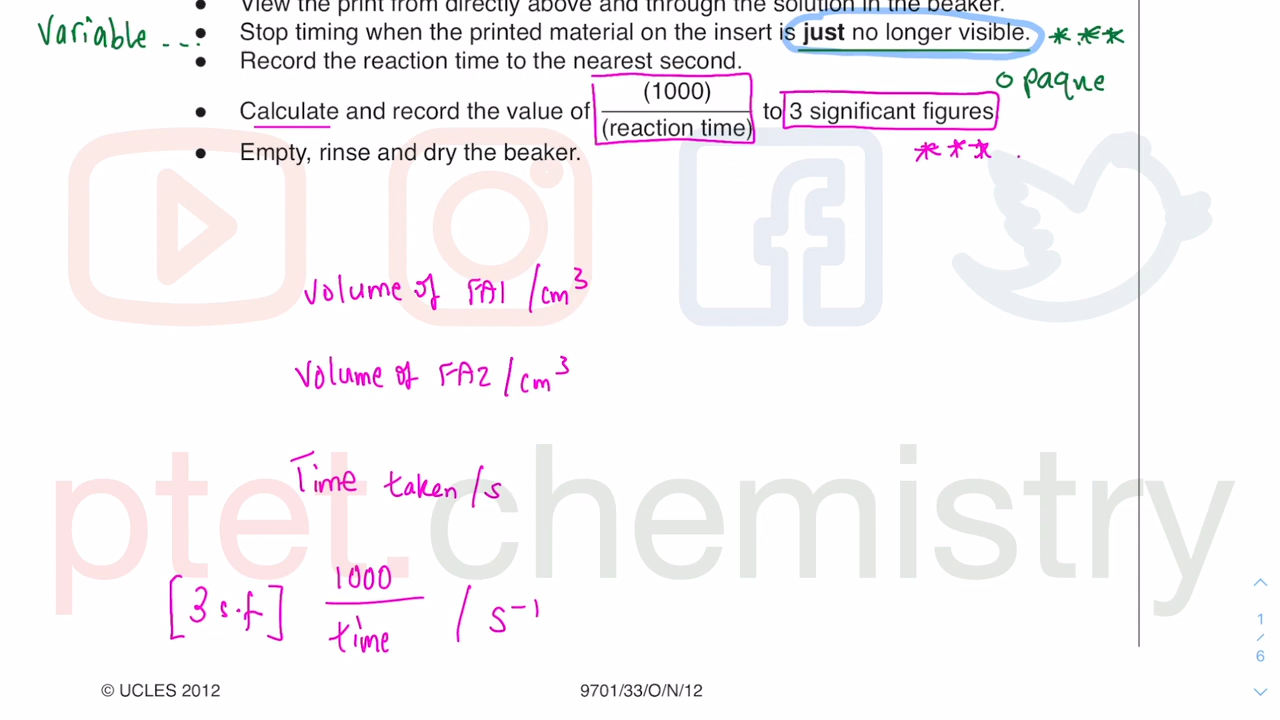 View the print from directly above and through the solution in the beaker.
Variable ...
• Stop timing when the printed material on the insert is just no longer visible. ***
• Record the reaction time to the nearest second.
opaque
• Calculate and record the value of (1000) / (reaction time) to 3 significant figures
***
• Empty, rinse and dry the beaker.
Volume of FA1 /cm³
Volume of FA2 /cm³
Time taken /s
[3 s.f] 1000 / time / s⁻¹
ptet.chemistry
© UCLES 2012
9701/33/O/N/12
1
/
6